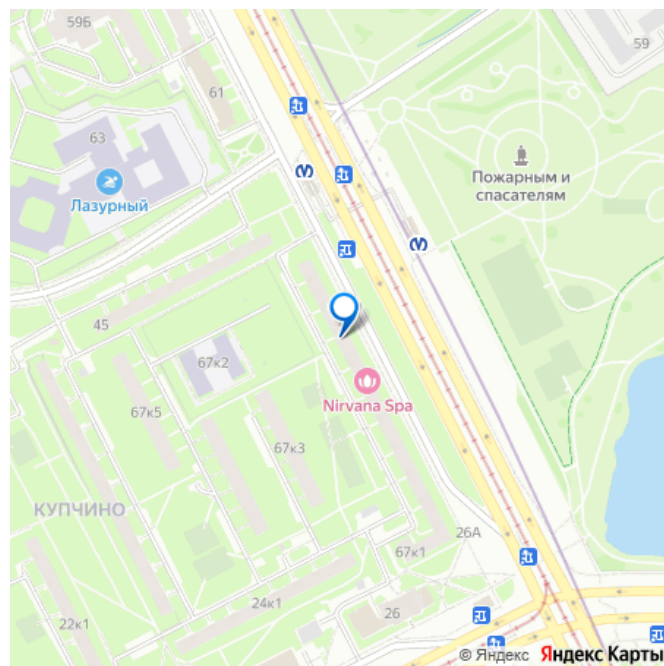 59Б
59
61
63
Лазурный
Пожарным и
спасателям
45
67к2
Nirvana Spa
67к5
67к3
КУПЧИНО
26А
67к1
24к1
26
22к1
© Яндекс Яндекс Карты